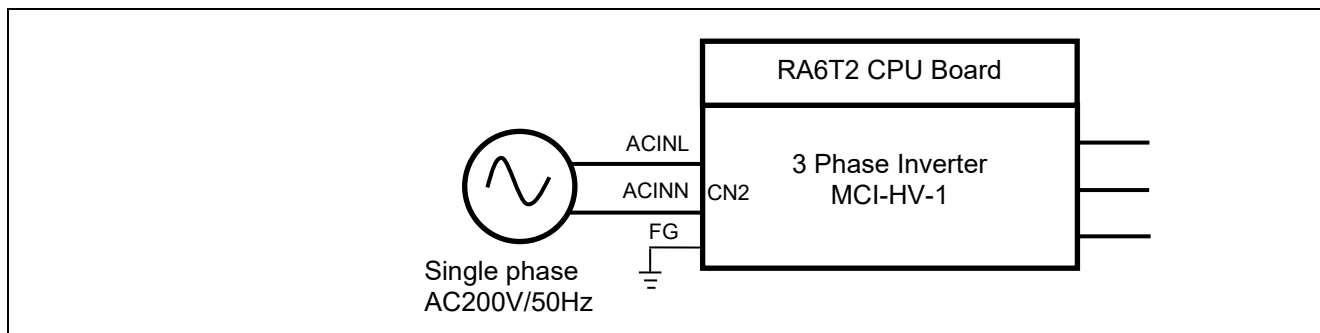 RA6T2 CPU Board
ACINL
3 Phase Inverter
ACINN
CN2
MCI-HV-1
FG
Single phase
AC200V/50Hz